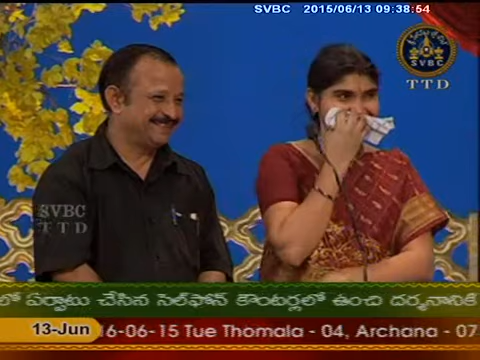 SVBC 2015/06/13 09:38:54
SVBC
TTD
SVBC
TTD
లో ఏర్పాటు చేసిన సెల్‌ఫోన్ కౌంటర్లలో ఉంచి దర్శనానికి
13-Jun 16-06-15 Tue Thomala - 04, Archana - 07